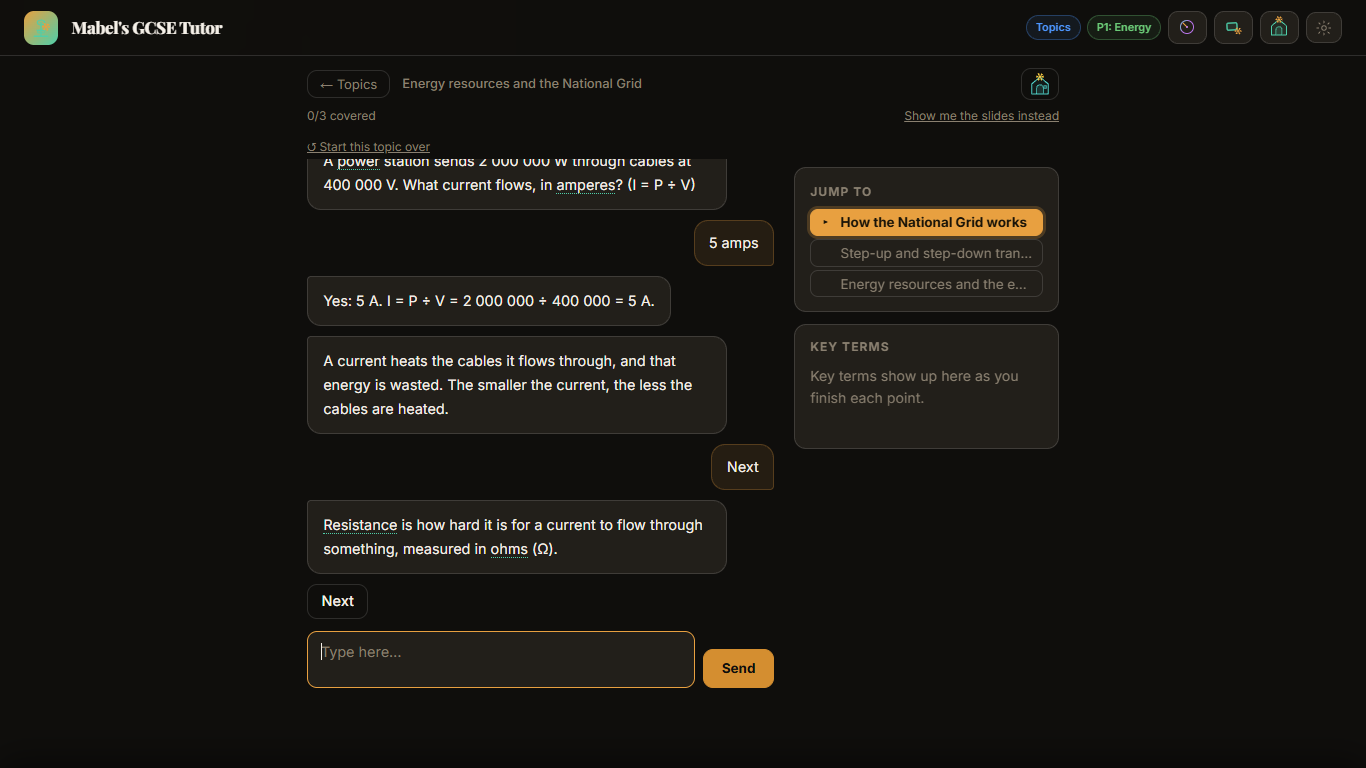 Mabel's GCSE Tutor
Topics
P1: Energy
← Topics
Energy resources and the National Grid
0/3 covered
Show me the slides instead
↺ Start this topic over
A power station sends 2 000 000 W through cables at
400 000 V. What current flows, in amperes? (I = P ÷ V)
5 amps
Yes: 5 A. I = P ÷ V = 2 000 000 ÷ 400 000 = 5 A.
A current heats the cables it flows through, and that
energy is wasted. The smaller the current, the less the
cables are heated.
Next
Resistance is how hard it is for a current to flow through
something, measured in ohms (Ω).
Next
Type here...
Send
JUMP TO
‣ How the National Grid works
Step-up and step-down tran...
Energy resources and the e...
KEY TERMS
Key terms show up here as you
finish each point.